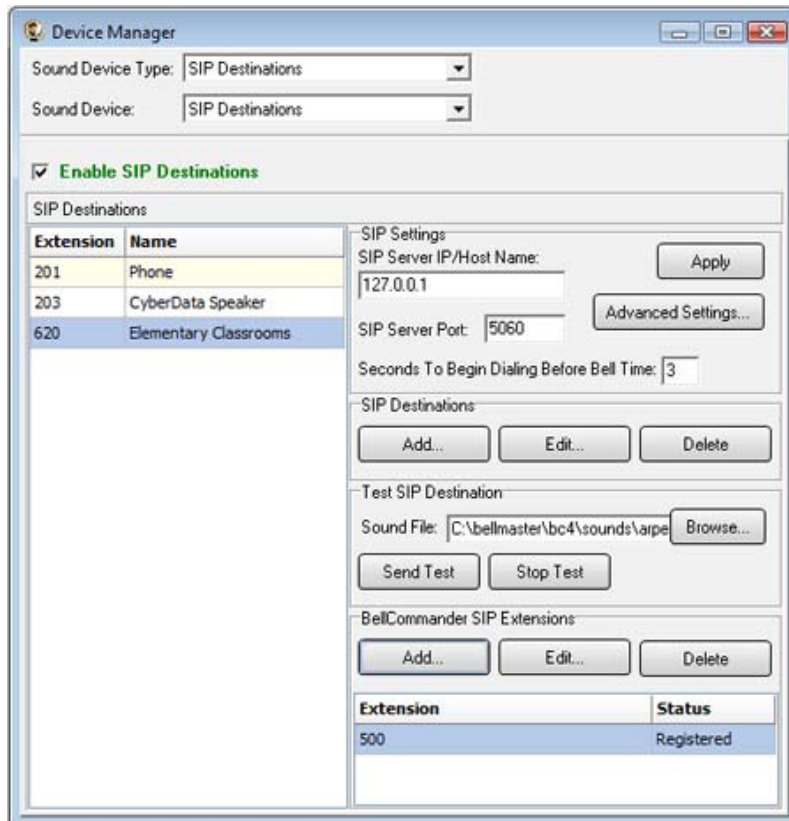 Device Manager
Sound Device Type: SIP Destinations
Sound Device: SIP Destinations
Enable SIP Destinations
SIP Destinations
Extension Name
201 Phone
203 CyberData Speaker
620 Elementary Classrooms
SIP Settings
SIP Server IP/Host Name:
127.0.0.1
Apply
Advanced Settings...
SIP Server Port: 5060
Seconds To Begin Dialing Before Bell Time: 3
SIP Destinations
Add... Edit... Delete
Test SIP Destination
Sound File: C:\bellmaster\bc4\sounds\arpe Browse...
Send Test Stop Test
BellCommander SIP Extensions
Add... Edit... Delete
Extension Status
500 Registered